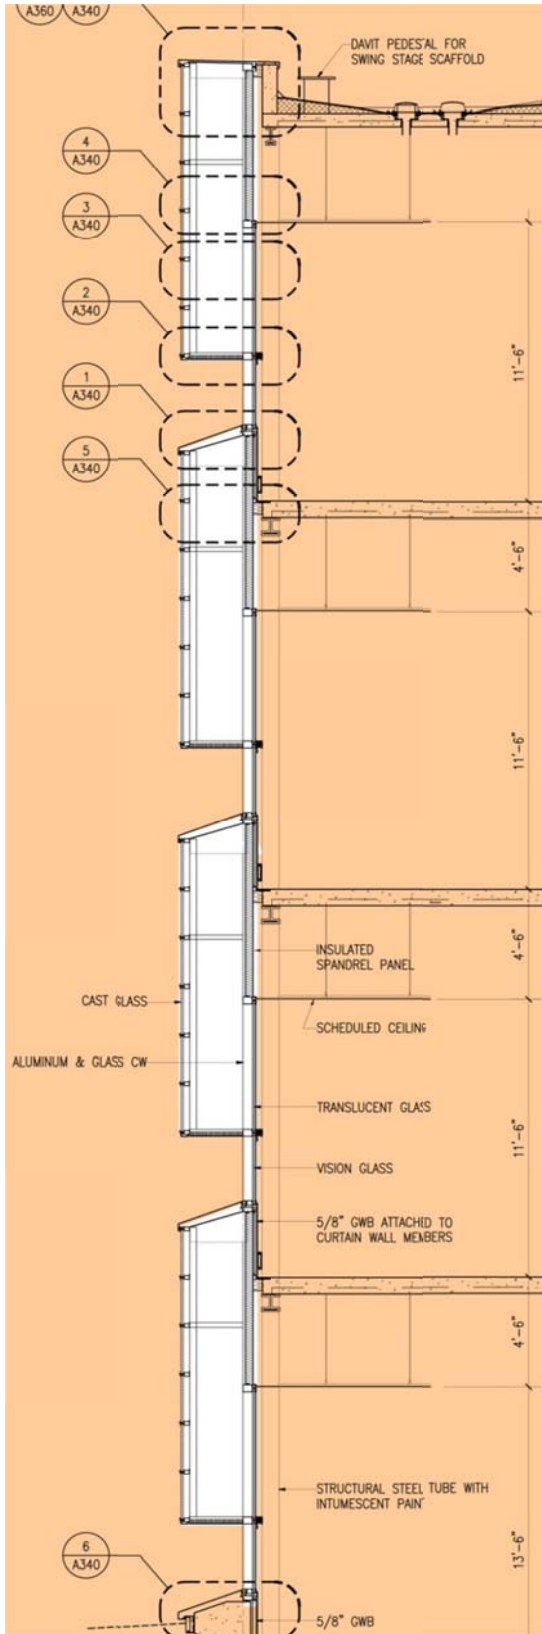 A360
A340
DAVIT PEDESTAL FOR
SWING STAGE SCAFFOLD
4
A340
3
A340
2
A340
11'-6"
1
A340
5
A340
4'-6"
11'-6"
INSULATED
SPANDREL PANEL
4'-6"
CAST GLASS
SCHEDULED CEILING
ALUMINUM & GLASS CW
TRANSLUCENT GLASS
11'-6"
VISION GLASS
5/8" GWB ATTACHED TO
CURTAIN WALL MEMBERS
4'-6"
STRUCTURAL STEEL TUBE WITH
INTUMESCENT PAINT
13'-6"
6
A340
5/8" GWB